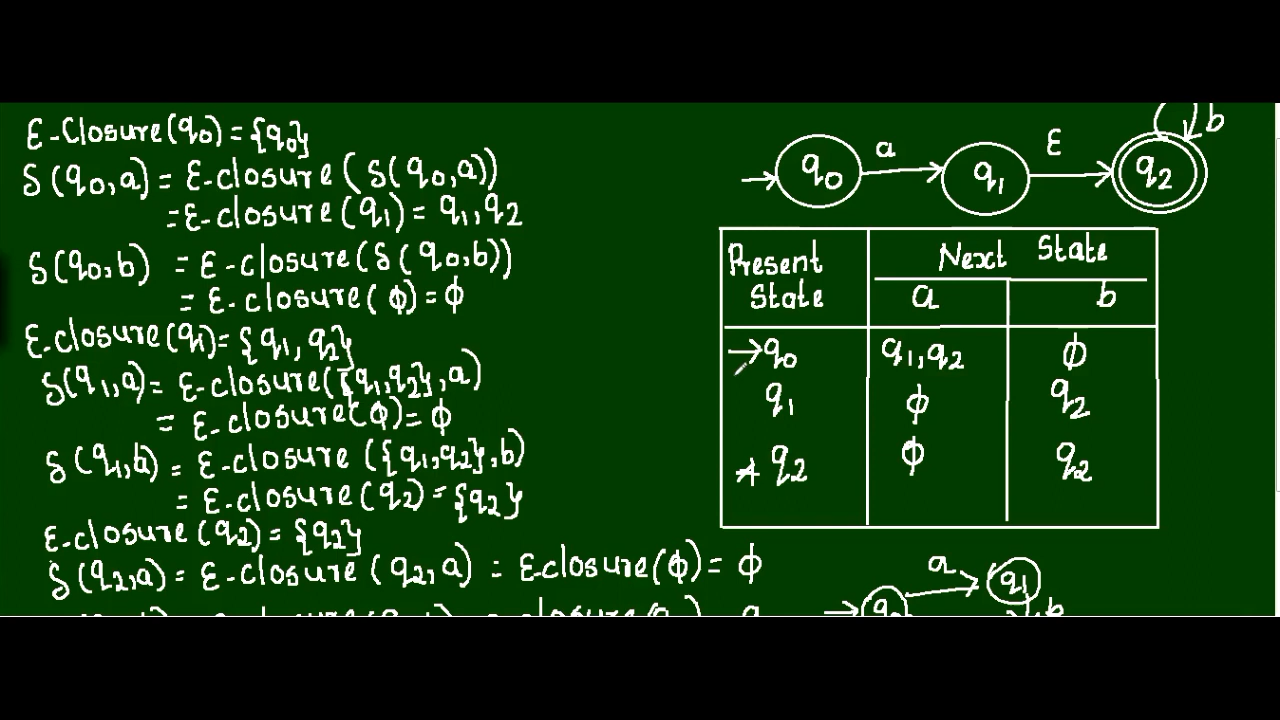 ε-Closure(q0) = {q0}
δ(q0,a) = ε-closure(δ(q0,a))
= ε-closure(q1) = q1,q2
δ(q0,b) = ε-closure(δ(q0,b))
= ε-closure(ϕ) = ϕ
ε-closure(q1) = {q1,q2}
δ(q1,a) = ε-closure({q1,q2},a)
= ε-closure(ϕ) = ϕ
δ(q1,b) = ε-closure({q1,q2},b)
= ε-closure(q2) = {q2}
ε-closure(q2) = {q2}
δ(q2,a) = ε-closure(q2,a) = ε-closure(ϕ) = ϕ
b
a ε
q0 q1 q2
Present State Next State
a b
→q0 q1,q2 ϕ
q1 ϕ q2
* q2 ϕ q2
a q1
q0 b